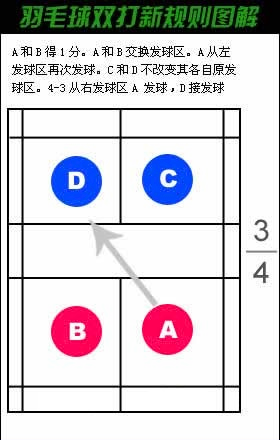 羽毛球双打新规则图解
A和B得1分。A和B交换发球区。A从左
发球区再次发球。C和D不改变其各自原发
球区。4-3从右发球区A 发球，D接发球
D C
3
4
B A